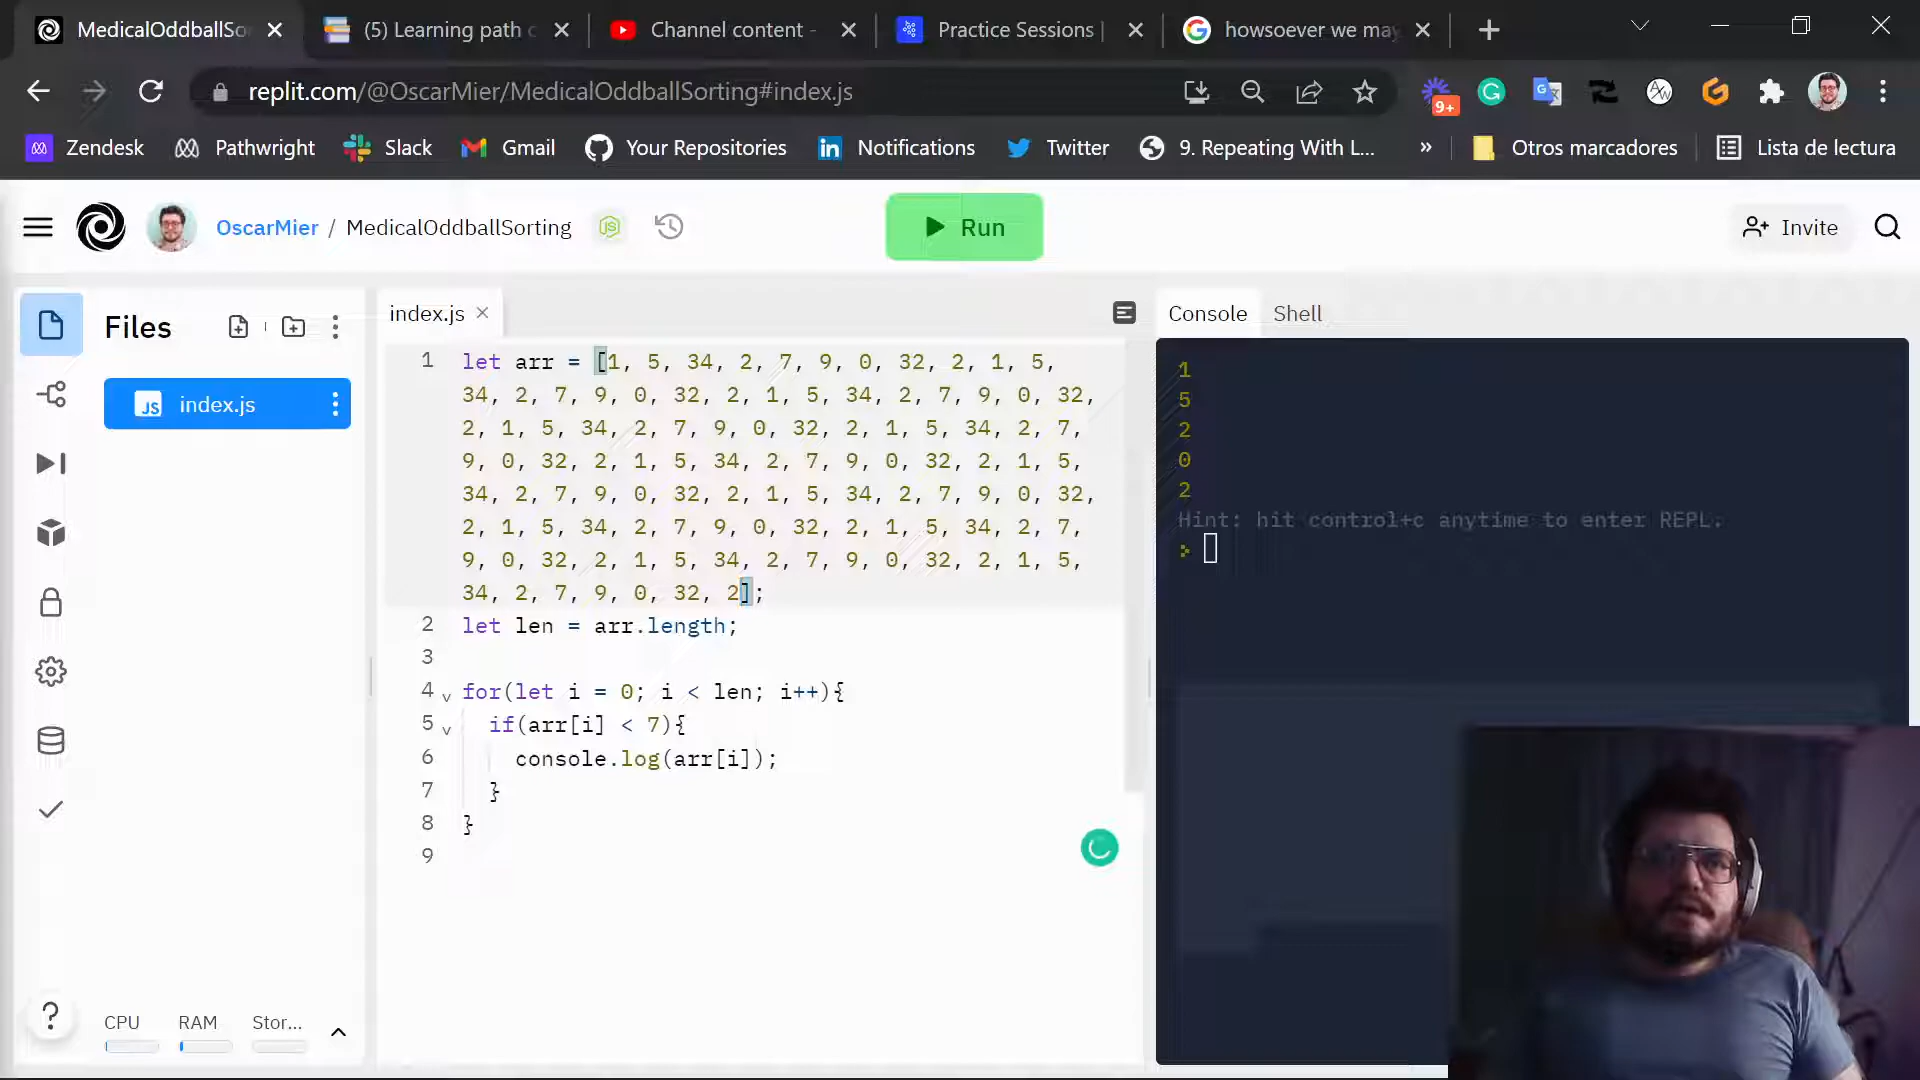 MedicalOddballSo
(5) Learning path c
Channel content -
Practice Sessions |
howsoever we may
replit.com/@OscarMier/MedicalOddballSorting#index.js
9+
Zendesk
Pathwright
Slack
Gmail
Your Repositories
Notifications
Twitter
9. Repeating With L...
»
Otros marcadores
Lista de lectura
OscarMier / MedicalOddballSorting
Run
Invite
Files
index.js
index.js
Console
Shell
1 let arr = [1, 5, 34, 2, 7, 9, 0, 32, 2, 1, 5,
34, 2, 7, 9, 0, 32, 2, 1, 5, 34, 2, 7, 9, 0, 32,
2, 1, 5, 34, 2, 7, 9, 0, 32, 2, 1, 5, 34, 2, 7,
9, 0, 32, 2, 1, 5, 34, 2, 7, 9, 0, 32, 2, 1, 5,
34, 2, 7, 9, 0, 32, 2, 1, 5, 34, 2, 7, 9, 0, 32,
2, 1, 5, 34, 2, 7, 9, 0, 32, 2, 1, 5, 34, 2, 7,
9, 0, 32, 2, 1, 5, 34, 2, 7, 9, 0, 32, 2, 1, 5,
34, 2, 7, 9, 0, 32, 2];
2 let len = arr.length;
3
4 for(let i = 0; i < len; i++){
5 if(arr[i] < 7){
6 console.log(arr[i]);
7 }
8 }
9
1
5
2
0
2
Hint: hit control+c anytime to enter REPL.
CPU
RAM
Stor...